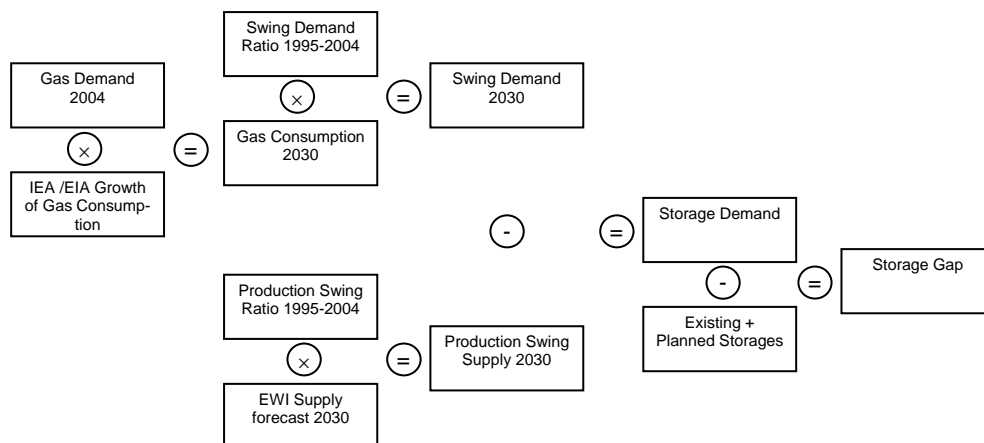 Swing Demand
Ratio 1995-2004
Gas Demand
2004
×
=
Swing Demand
2030
Gas Consumption
2030
×
=
IEA /EIA Growth
of Gas Consump-
tion
-
=
Storage Demand
-
=
Storage Gap
Production Swing
Ratio 1995-2004
Existing +
Planned Storages
×
=
Production Swing
Supply 2030
EWI Supply
forecast 2030